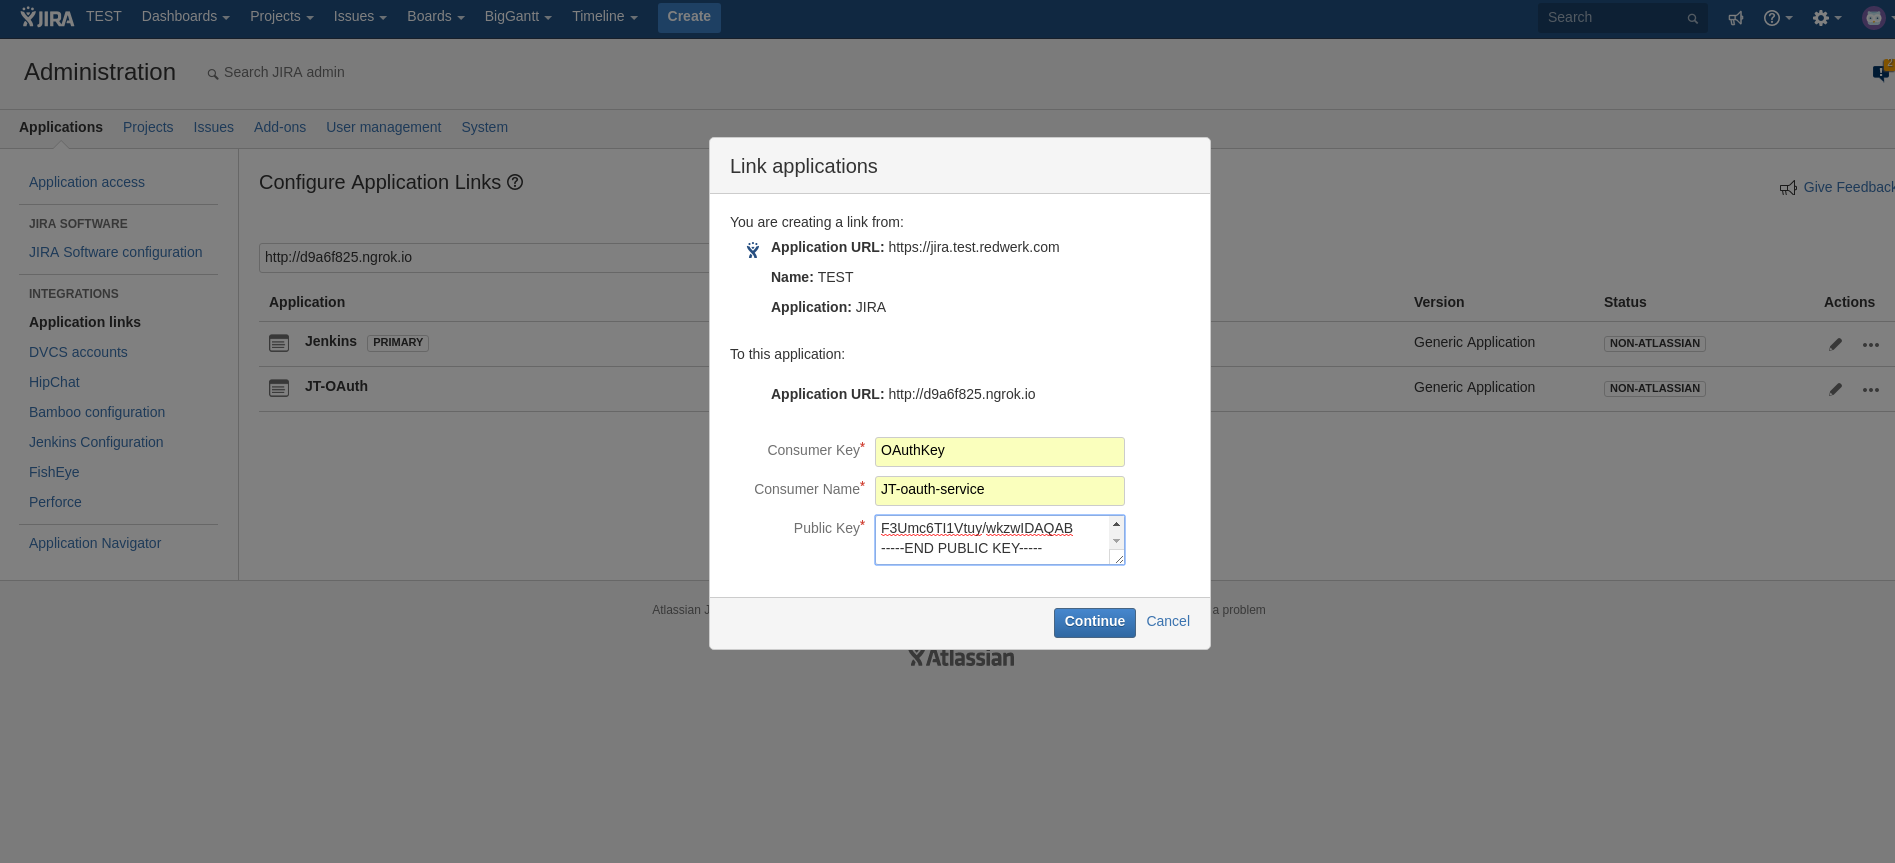 JIRA TEST Dashboards Projects Issues Boards BigGantt Timeline Create Search
Administration Search JIRA admin
Applications Projects Issues Add-ons User management System
Application access
JIRA SOFTWARE
JIRA Software configuration
INTEGRATIONS
Application links
DVCS accounts
HipChat
Bamboo configuration
Jenkins Configuration
FishEye
Perforce
Application Navigator
Configure Application Links
Give Feedback
http://d9a6f825.ngrok.io
Application Version Status Actions
Jenkins PRIMARY Generic Application NON-ATLASSIAN
JT-OAuth Generic Application NON-ATLASSIAN
Link applications
You are creating a link from:
Application URL: https://jira.test.redwerk.com
Name: TEST
Application: JIRA
To this application:
Application URL: http://d9a6f825.ngrok.io
Consumer Key* OAuthKey
Consumer Name* JT-oauth-service
Public Key* F3Umc6TI1Vtuy/wkzwIDAQAB
-----END PUBLIC KEY-----
Continue Cancel
Atlassian J a problem
Atlassian